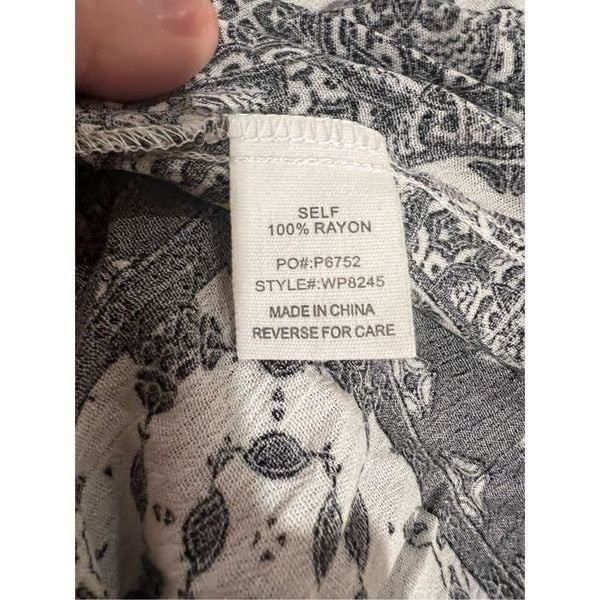 SELF
100% RAYON
PO#:P6752
STYLE#:WP8245
MADE IN CHINA
REVERSE FOR CARE